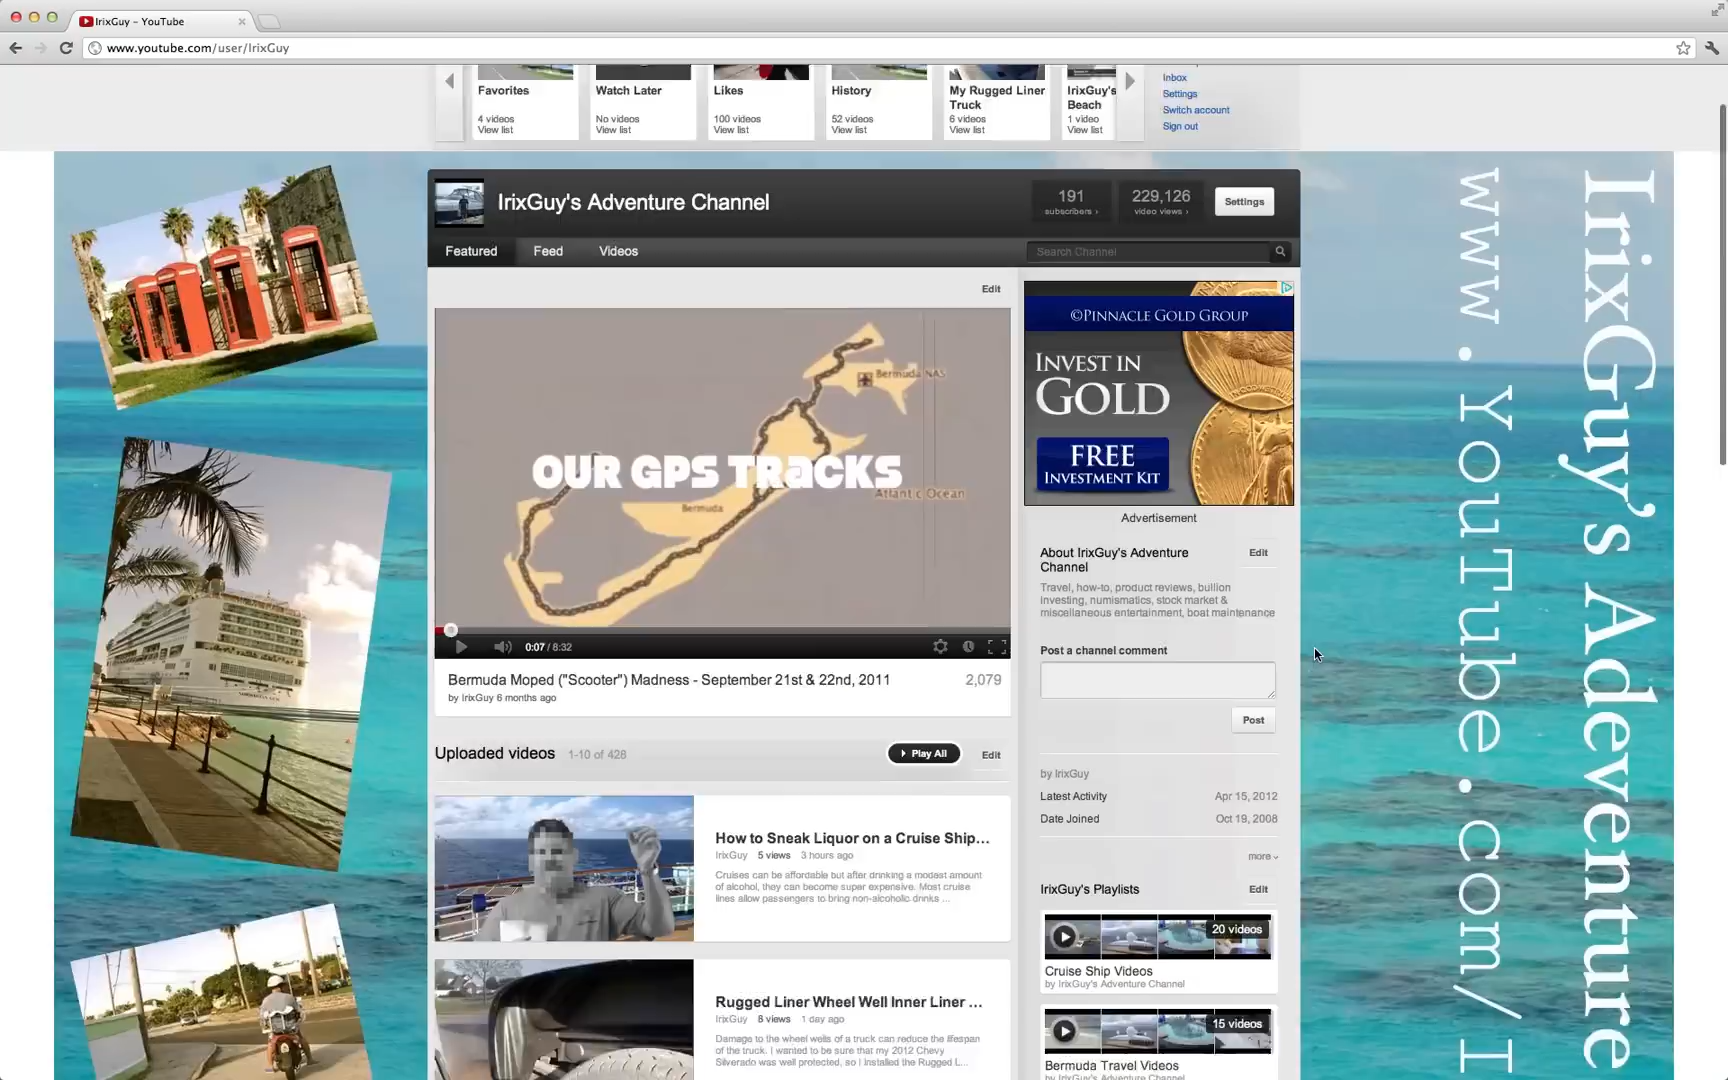 IrixGuy – YouTube
www.youtube.com/user/IrixGuy
Favorites
4 videos
View list
Watch Later
No videos
View list
Likes
100 videos
View list
History
52 videos
View list
My Rugged Liner
Truck
6 videos
View list
IrixGuy's
Beach
1 video
View list
Inbox
Settings
Switch account
Sign out
IrixGuy's Adventure Channel
191
subscribers ›
229,126
video views ›
Settings
Featured
Feed
Videos
Search Channel
Edit
OUR GPS TRacKS
Bermuda NAS
Atlantic Ocean
Bermuda
0:07 / 8:32
Bermuda Moped ("Scooter") Madness - September 21st & 22nd, 2011
2,079
by IrixGuy 6 months ago
Uploaded videos
1-10 of 428
Play All
Edit
How to Sneak Liquor on a Cruise Ship...
IrixGuy 5 views 3 hours ago
Cruises can be affordable but after drinking a modest amount
of alcohol, they can become super expensive. Most cruise
lines allow passengers to bring non-alcoholic drinks ...
Rugged Liner Wheel Well Inner Liner ...
IrixGuy 8 views 1 day ago
Damage to the wheel wells of a truck can reduce the lifespan
of the truck. I wanted to be sure that my 2012 Chevy
Silverado was well protected, so I installed the Rugged L...
©PINNACLE GOLD GROUP
INVEST IN
GOLD
FREE
INVESTMENT KIT
Advertisement
About IrixGuy's Adventure
Channel
Edit
Travel, how-to, product reviews, bullion
investing, numismatics, stock market &
miscellaneous entertainment, boat maintenance
Post a channel comment
Post
by IrixGuy
Latest Activity
Apr 15, 2012
Date Joined
Oct 19, 2008
more
IrixGuy's Playlists
Edit
20 videos
Cruise Ship Videos
by IrixGuy's Adventure Channel
15 videos
Bermuda Travel Videos
by IrixGuy's Adventure Channel
IrixGuy's Adeventure
www.YouTube.com/I